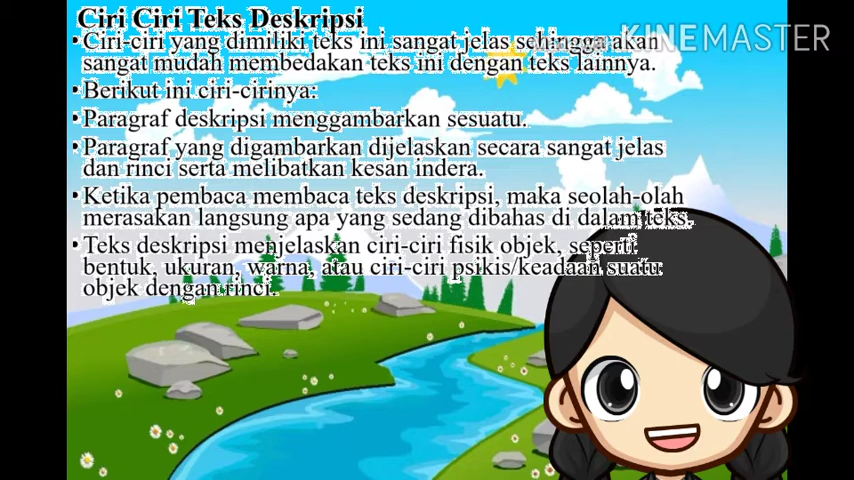 Ciri Ciri Teks Deskripsi
• Ciri-ciri yang dimiliki teks ini sangat jelas sehingga akan
sangat mudah membedakan teks ini dengan teks lainnya.
• Berikut ini ciri-cirinya:
• Paragraf deskripsi menggambarkan sesuatu.
• Paragraf yang digambarkan dijelaskan secara sangat jelas
dan rinci serta melibatkan kesan indera.
• Ketika pembaca membaca teks deskripsi, maka seolah-olah
merasakan langsung apa yang sedang dibahas di dalam teks.
• Teks deskripsi menjelaskan ciri-ciri fisik objek, seperti
bentuk, ukuran, warna, atau ciri-ciri psikis/keadaan suatu
objek dengan rinci.
KINEMASTER